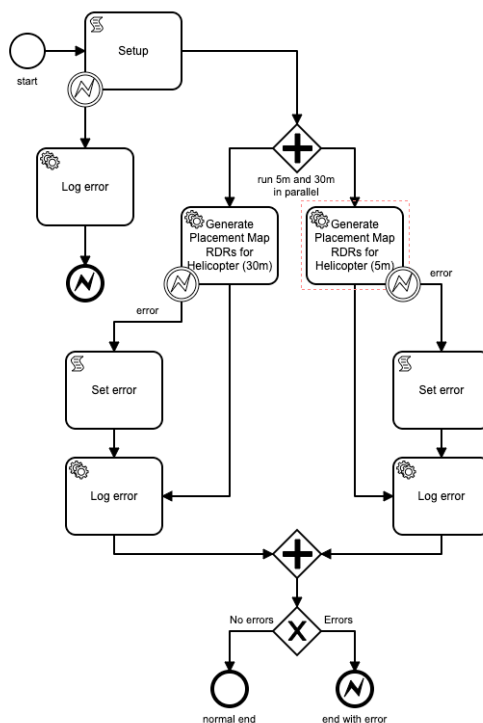 Setup
start
Log error
run 5m and 30m
in parallel
Generate
Placement Map
RDRs for
Helicopter (30m)
Generate
Placement Map
RDRs for
Helicopter (5m)
error
error
Set error
Set error
Log error
Log error
No errors
Errors
normal end
end with error